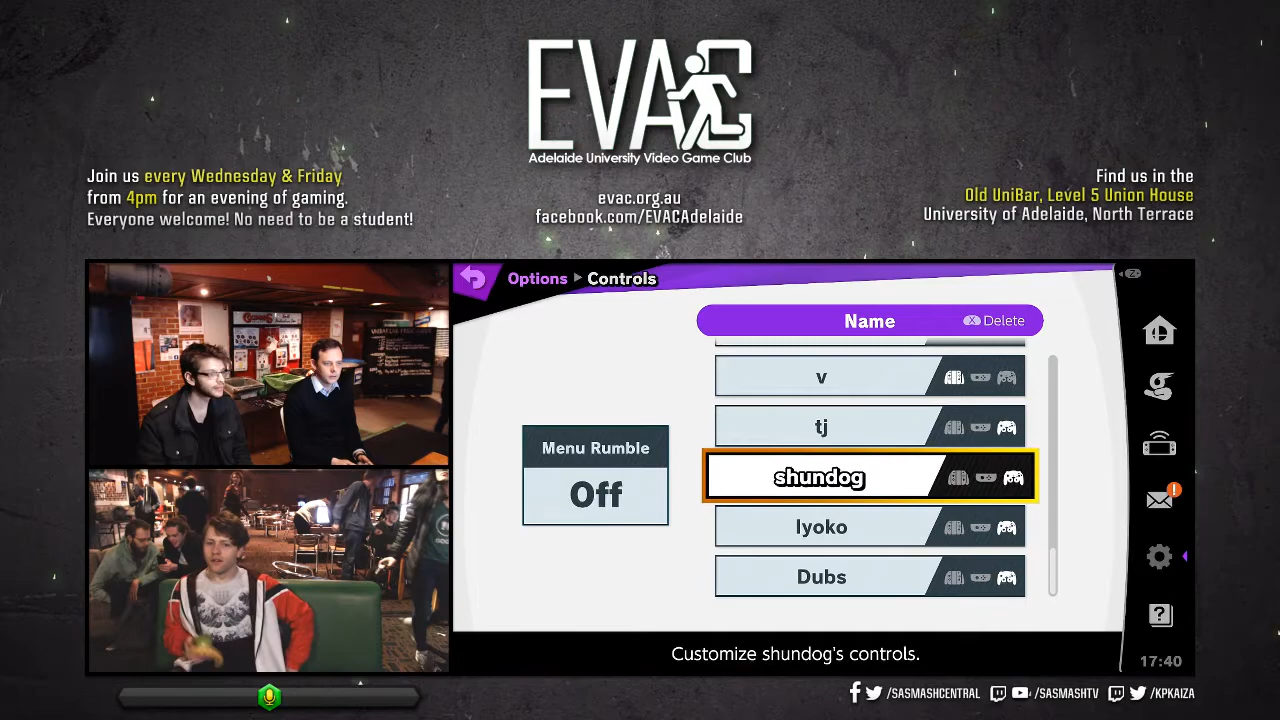 EVAC
Adelaide University Video Game Club
Join us every Wednesday & Friday
from 4pm for an evening of gaming.
Everyone welcome! No need to be a student!
evac.org.au
facebook.com/EVACAdelaide
Find us in the
Old UniBar, Level 5 Union House
University of Adelaide, North Terrace
Options ▸ Controls
Name
X Delete
v
tj
shundog
lyoko
Dubs
Menu Rumble
Off
Customize shundog's controls.
17:40
/SASMASHCENTRAL
/SASMASHTV
/KPKAIZA